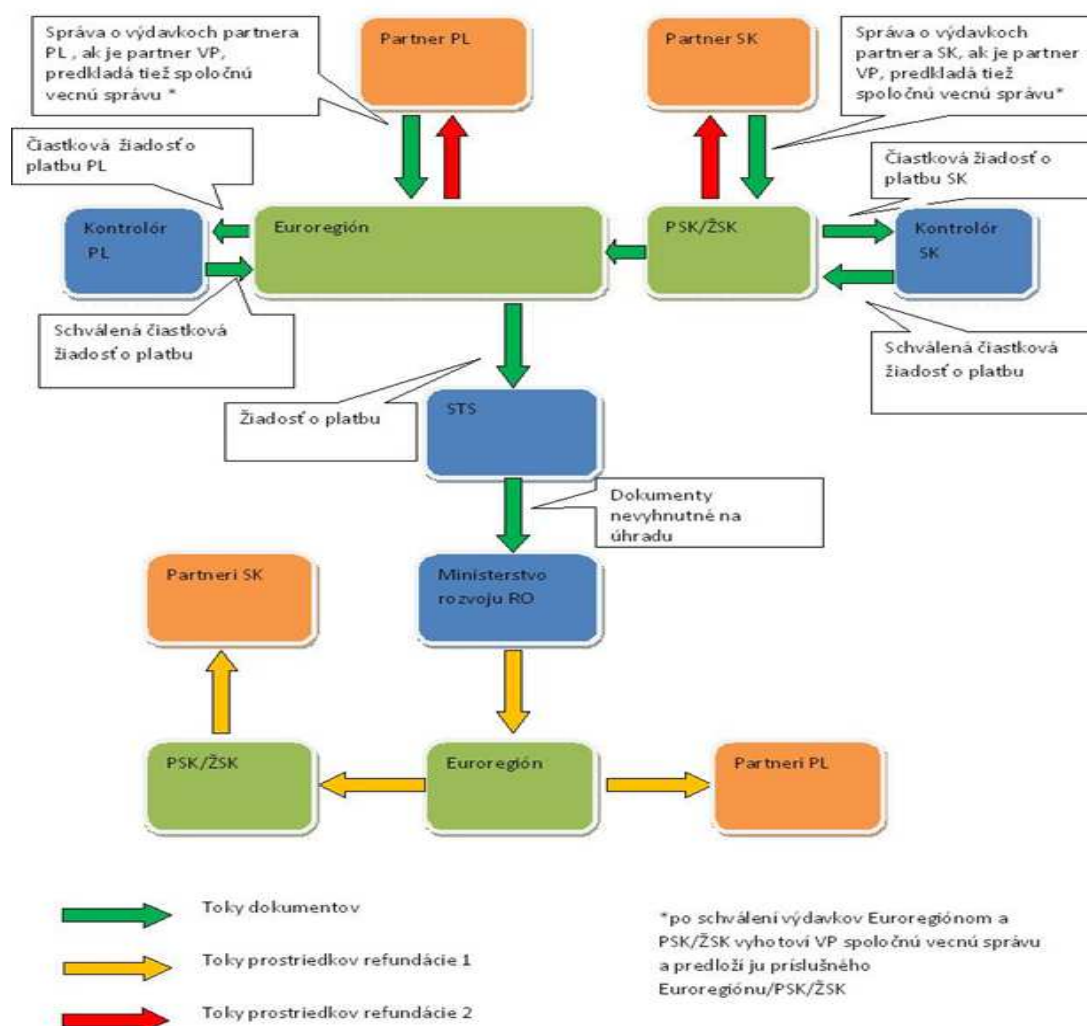 Správa o výdavkoch partnera
PL , ak je partner VP,
predkladá tiež spoločnú
vecnú správu *
Partner PL
Partner SK
Správa o výdavkoch
partnera SK, ak je partner
VP, predkladá tiež
spoločnú vecnú správu*
Čiastková žiadosť o
platbu PL
Čiastková žiadosť o
platbu SK
Kontrolór
PL
Euroregión
PSK/ŽSK
Kontrolór
SK
Schválená čiastková
žiadosť o platbu
Schválená čiastková
žiadosť o platbu
Žiadosť o platbu
STS
Dokumenty
nevyhnutné na
úhradu
Partneri SK
Ministerstvo
rozvoju RO
PSK/ŽSK
Euroregión
Partneri PL
Toky dokumentov
Toky prostriedkov refundácie 1
Toky prostriedkov refundácie 2
*po schválení výdavkov Euroregiónom a
PSK/ŽSK vyhotoví VP spoločnú vecnú správu
a predloží ju príslušného
Euroregiónu/PSK/ŽSK